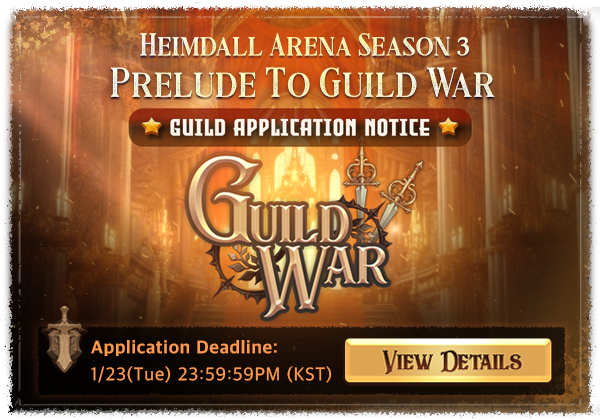 Heimdall Arena Season 3
Prelude To Guild War
GUILD APPLICATION NOTICE
Guild
War
Application Deadline:
1/23(Tue) 23:59:59PM (KST)
View Details